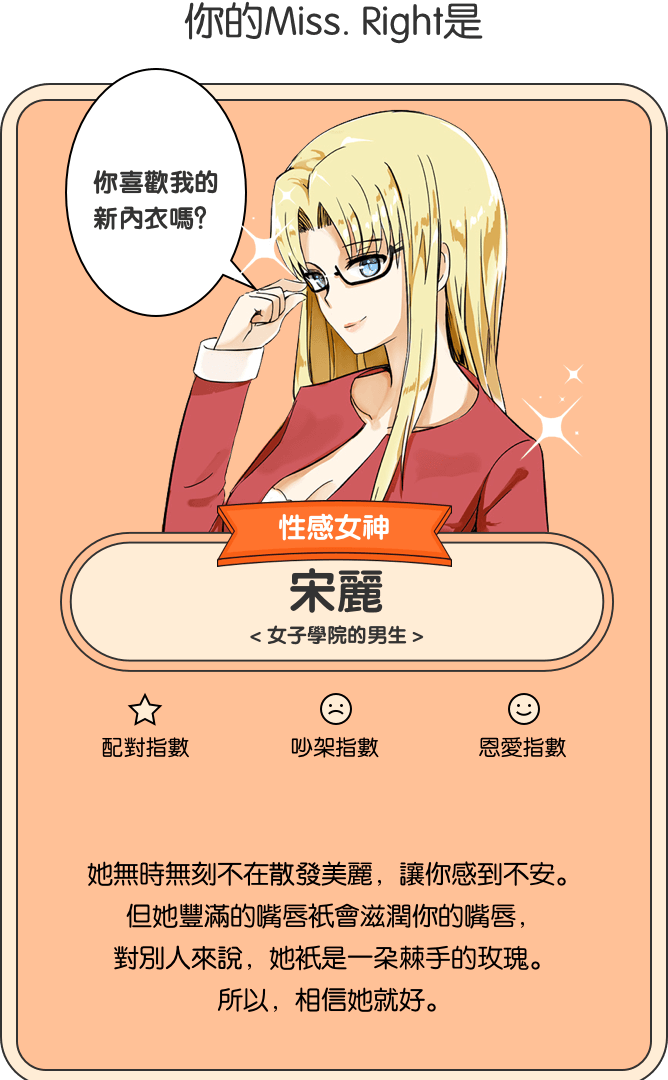 你的Miss. Right是
你喜歡我的
新內衣嗎?
性感女神
宋麗
< 女子學院的男生 >
配對指數
吵架指數
恩愛指數
她無時無刻不在散發美麗，讓你感到不安。
但她豐滿的嘴唇衹會滋潤你的嘴唇，
對別人來說，她衹是一朵棘手的玫瑰。
所以，相信她就好。